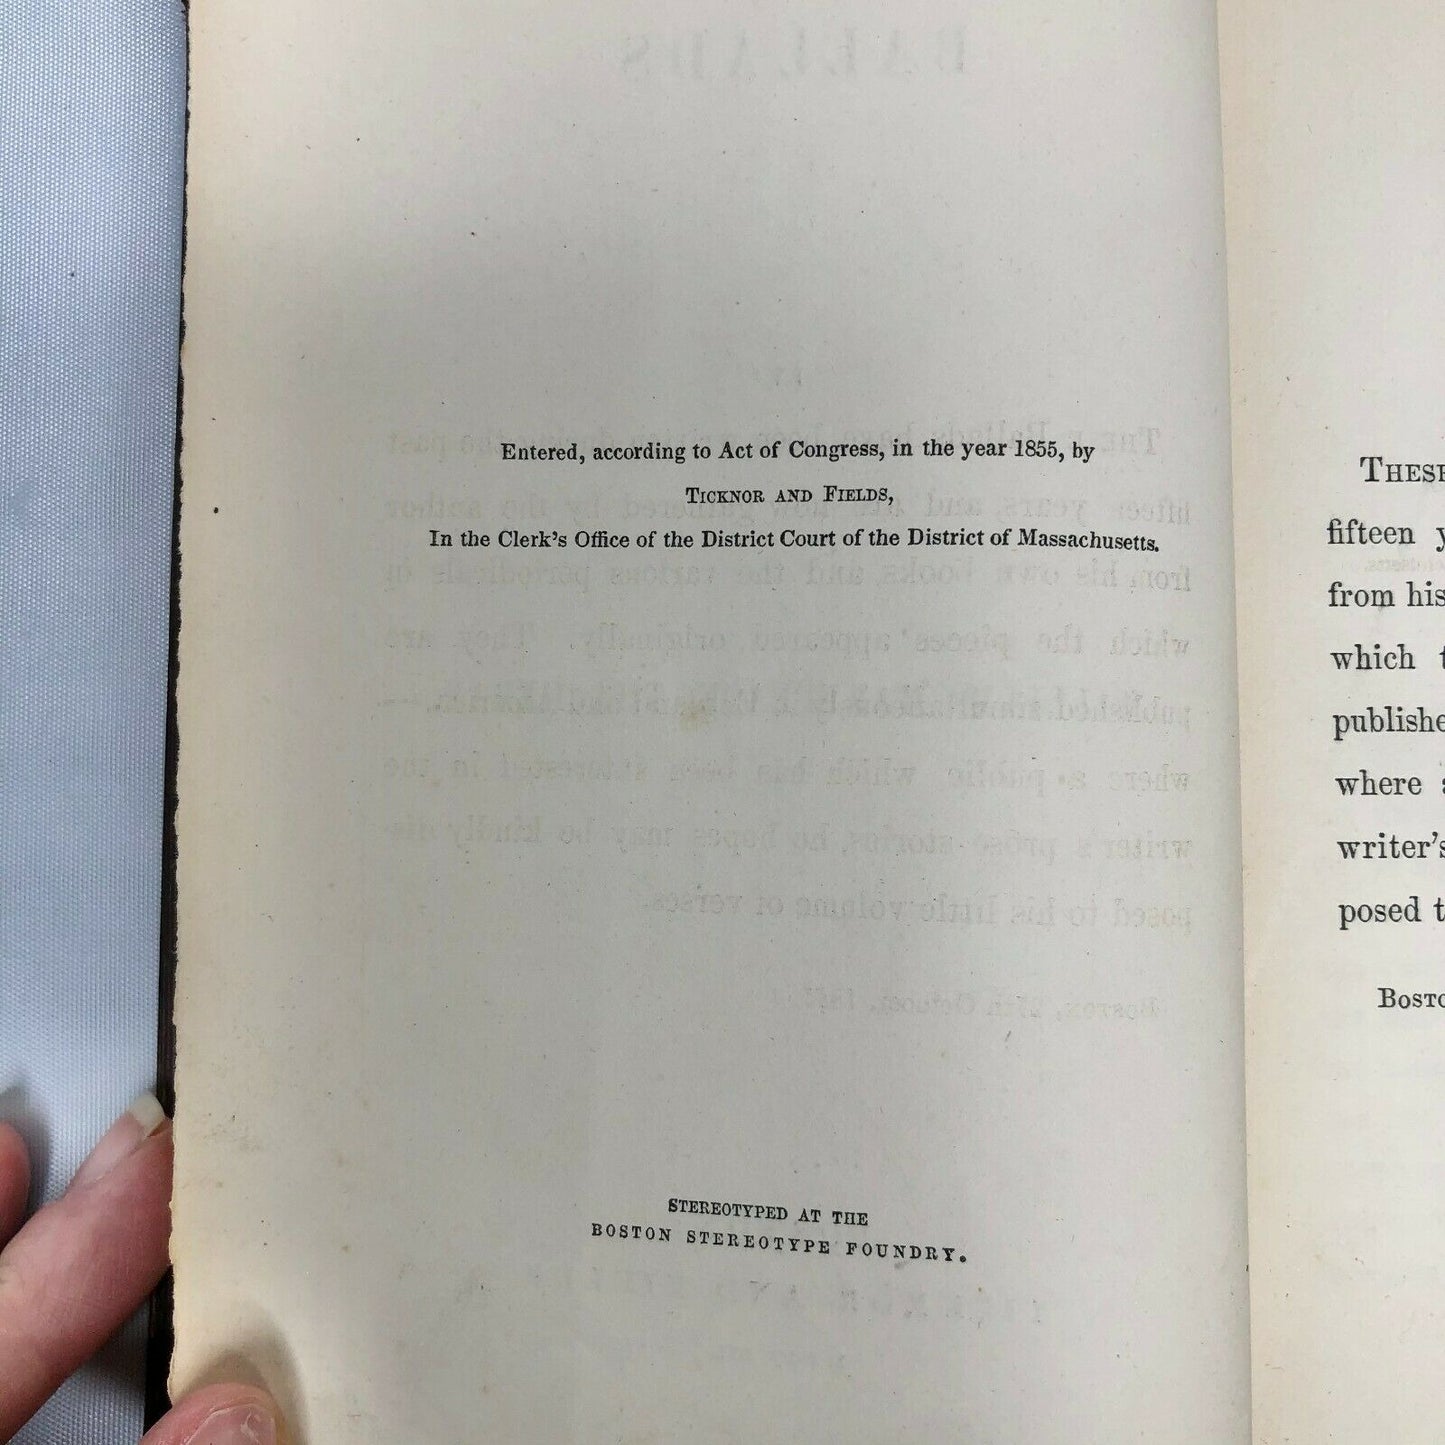 Entered, according to Act of Congress, in the year 1855, by
TICKNOR AND FIELDS,
In the Clerk's Office of the District Court of the District of Massachusetts.
STEREOTYPED AT THE
BOSTON STEREOTYPE FOUNDRY.
THESE
fifteen y
from his
which t
publishe
where a
writer's
posed t
BOSTO